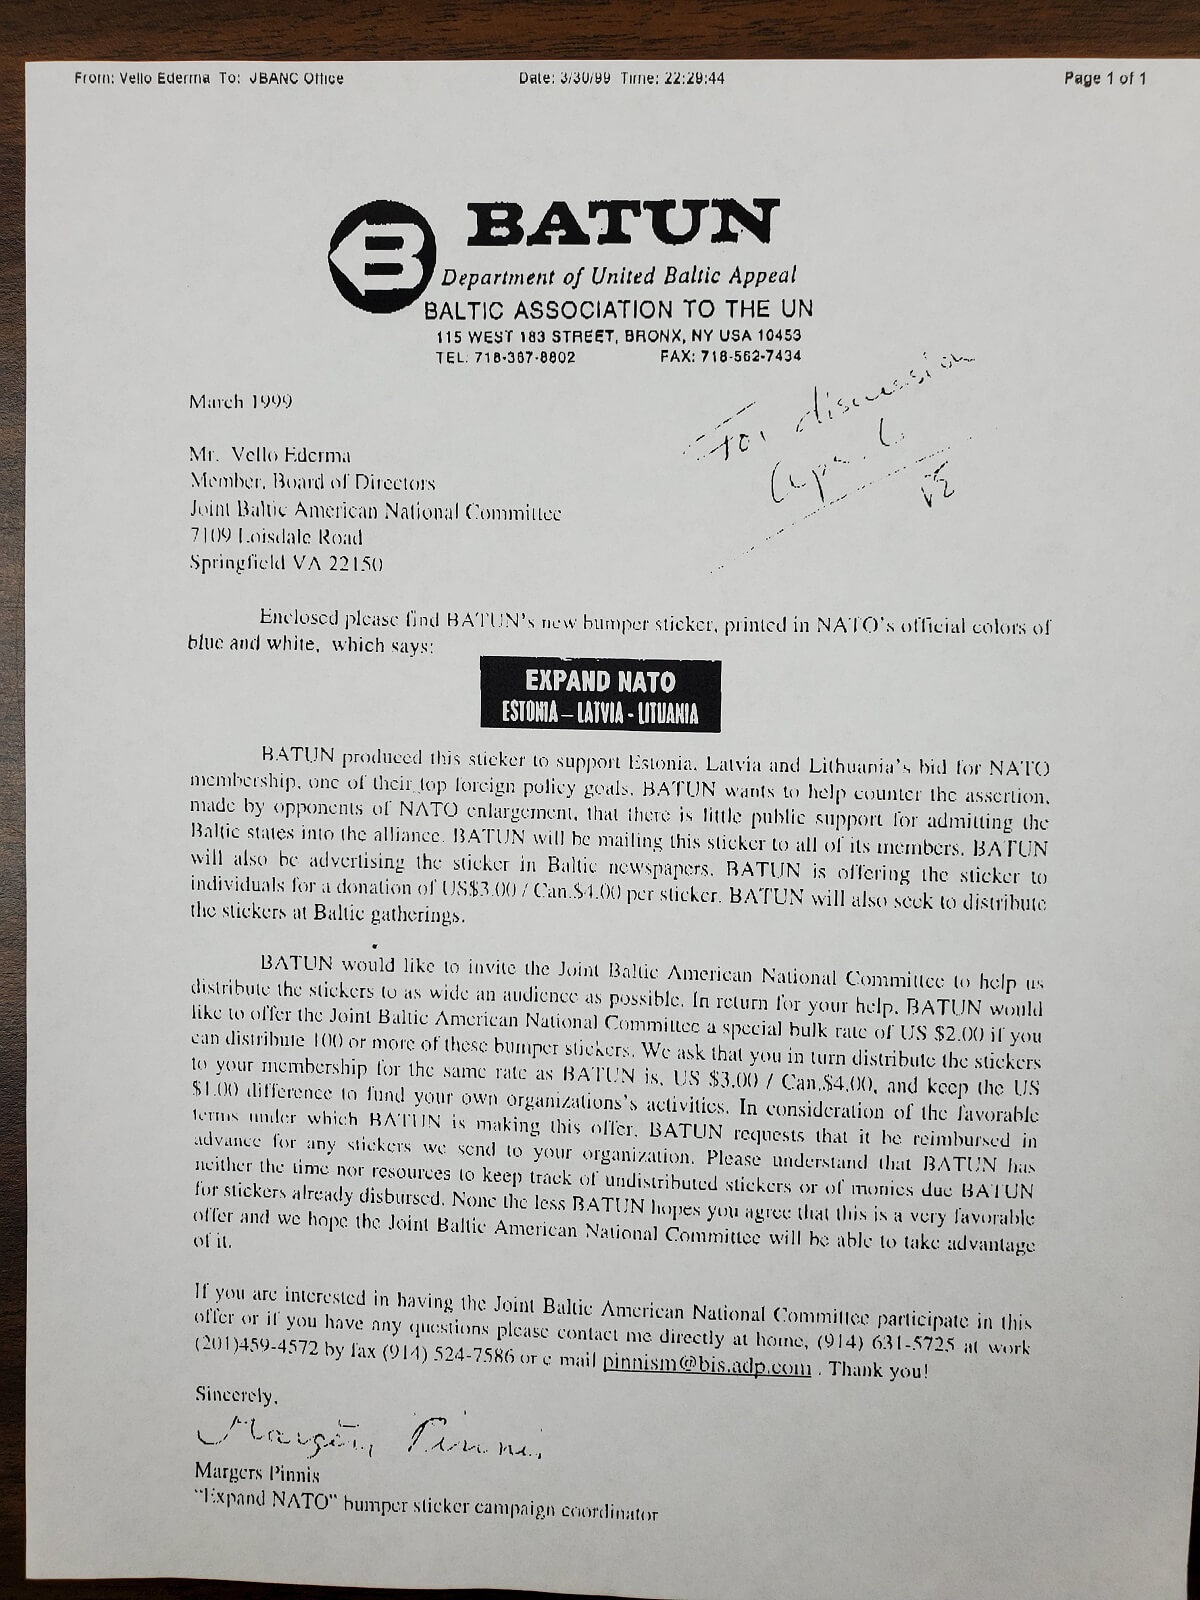 From: Vello Ederma To: JBANC Office Date: 3/30/99 Time: 22:29:44 Page 1 of 1
B BATUN
Department of United Baltic Appeal
BALTIC ASSOCIATION TO THE UN
115 WEST 183 STREET, BRONX, NY USA 10453
TEL: 718-367-8802 FAX: 718-562-7434
To, discussion
Apr. 6
March 1999
Mr. Vello Ederma
Member, Board of Directors
Joint Baltic American National Committee
7109 Loisdale Road
Springfield VA 22150
Enclosed please find BATUN's new bumper sticker, printed in NATO's official colors of
blue and white, which says:
EXPAND NATO
ESTONIA – LATVIA - LITUANIA
BATUN produced this sticker to support Estonia, Latvia and Lithuania's bid for NATO
membership, one of their top foreign policy goals. BATUN wants to help counter the assertion,
made by opponents of NATO enlargement, that there is little public support for admitting the
Baltic states into the alliance. BATUN will be mailing this sticker to all of its members. BATUN
will also be advertising the sticker in Baltic newspapers. BATUN is offering the sticker to
individuals for a donation of US$3.00 / Can.$4.00 per sticker. BATUN will also seek to distribute
the stickers at Baltic gatherings.
BATUN would like to invite the Joint Baltic American National Committee to help us
distribute the stickers to as wide an audience as possible. In return for your help, BATUN would
like to offer the Joint Baltic American National Committee a special bulk rate of US $2.00 if you
can distribute 100 or more of these bumper stickers. We ask that you in turn distribute the stickers
to your membership for the same rate as BATUN is, US $3.00 / Can.$4.00, and keep the US
$1.00 difference to fund your own organizations's activities. In consideration of the favorable
terms under which BATUN is making this offer, BATUN requests that it be reimbursed in
advance for any stickers we send to your organization. Please understand that BATUN has
neither the time nor resources to keep track of undistributed stickers or of monies due BATUN
for stickers already disbursed. None the less BATUN hopes you agree that this is a very favorable
offer and we hope the Joint Baltic American National Committee will be able to take advantage
of it.
If you are interested in having the Joint Baltic American National Committee participate in this
offer or if you have any questions please contact me directly at home, (914) 631-5725 at work
(201)459-4572 by fax (914) 524-7586 or e mail pinnism@bis.adp.com . Thank you!
Sincerely,
Margers Pinnis
Margers Pinnis
"Expand NATO" bumper sticker campaign coordinator